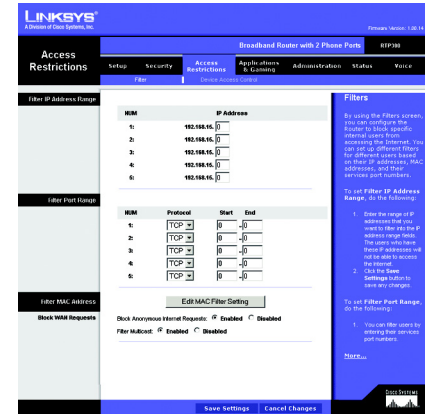 LINKSYS®
A Division of Cisco Systems, Inc.
Firmware Version: 1.00.14
Broadband Router with 2 Phone Ports
RTP300
Access Restrictions
Setup
Security
Access Restrictions
Applications & Gaming
Administration
Status
Voice
Filter
Device Access Control
Filter IP Address Range
NUM
IP Address
1: 192.168.15. 0
2: 192.168.15. 0
3: 192.168.15. 0
4: 192.168.15. 0
5: 192.168.15. 0
Filter Port Range
NUM
Protocol
Start
End
1: TCP 0 ~ 0
2: TCP 0 ~ 0
3: TCP 0 ~ 0
4: TCP 0 ~ 0
5: TCP 0 ~ 0
Filter MAC Address
Edit MAC Filter Setting
Block WAN Requests
Block Anonymous Internet Requests: Enabled Disabled
Filter Multicast: Enabled Disabled
Filters
By using the Filters screen,
you can configure the
Router to block specific
internal users from
accessing the Internet. You
can set up different filters
for different users based
on their IP addresses, MAC
addresses, and their
services port numbers.
To set Filter IP Address
Range, do the following:
1. Enter the range of IP
addresses that you
want to filter into the IP
address range fields.
The users who have
these IP addresses will
not be able to access
the Internet.
2. Click the Save
Settings button to
save any changes.
To set Filter Port Range,
do the following:
1. You can filter users by
entering their services
port numbers.
More...
Save Settings
Cancel Changes
CISCO SYSTEMS